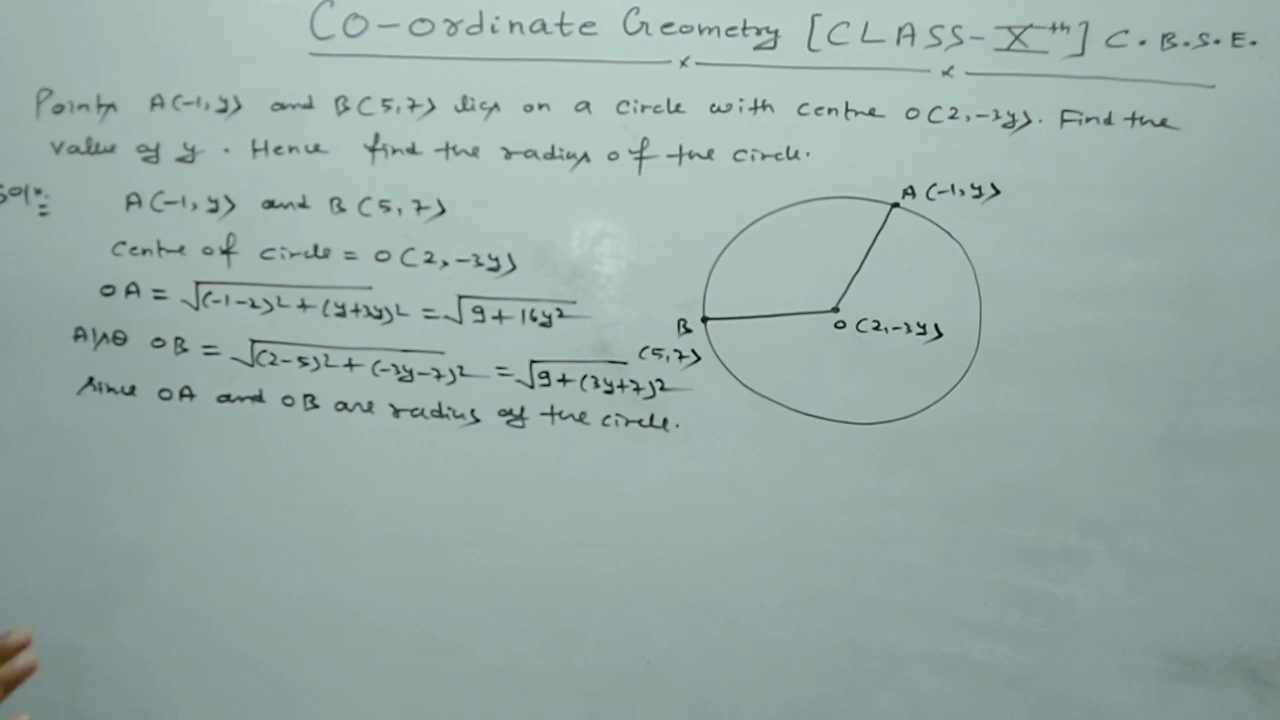 CO-ordinate Geometry [CLASS-Xth] C.B.S.E.
Points A(-1,y) and B(5,7) lies on a circle with centre O(2,-3y). Find the
value of y. Hence find the radius of the circle.
Soln:
A(-1,y) and B(5,7)
Centre of circle = O(2,-3y)
OA = √(-1-2)²+(y+3y)² = √9+16y²
Also OB = √(2-5)²+(-3y-7)² = √9+(3y+7)²
Since OA and OB are radius of the circle.
A(-1,y)
O(2,-3y)
B
(5,7)